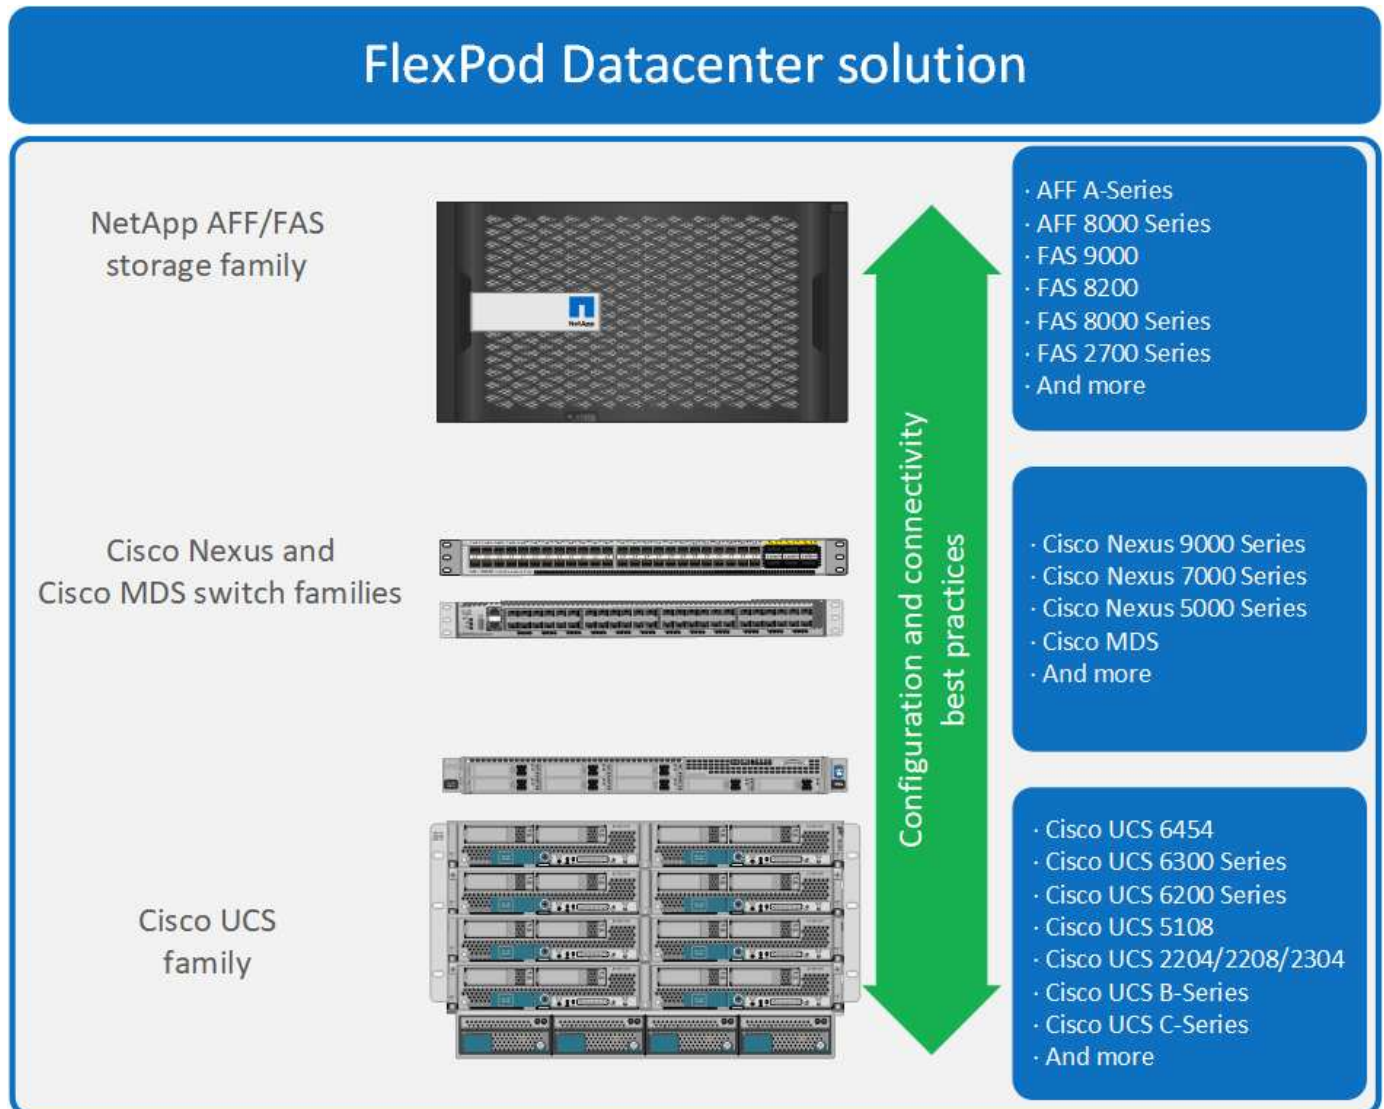 FlexPod Datacenter solution
NetApp AFF/FAS
storage family
NetApp
· AFF A-Series
· AFF 8000 Series
· FAS 9000
· FAS 8200
· FAS 8000 Series
· FAS 2700 Series
· And more
Configuration and connectivity
best practices
Cisco Nexus and
Cisco MDS switch families
· Cisco Nexus 9000 Series
· Cisco Nexus 7000 Series
· Cisco Nexus 5000 Series
· Cisco MDS
· And more
Cisco UCS
family
· Cisco UCS 6454
· Cisco UCS 6300 Series
· Cisco UCS 6200 Series
· Cisco UCS 5108
· Cisco UCS 2204/2208/2304
· Cisco UCS B-Series
· Cisco UCS C-Series
· And more